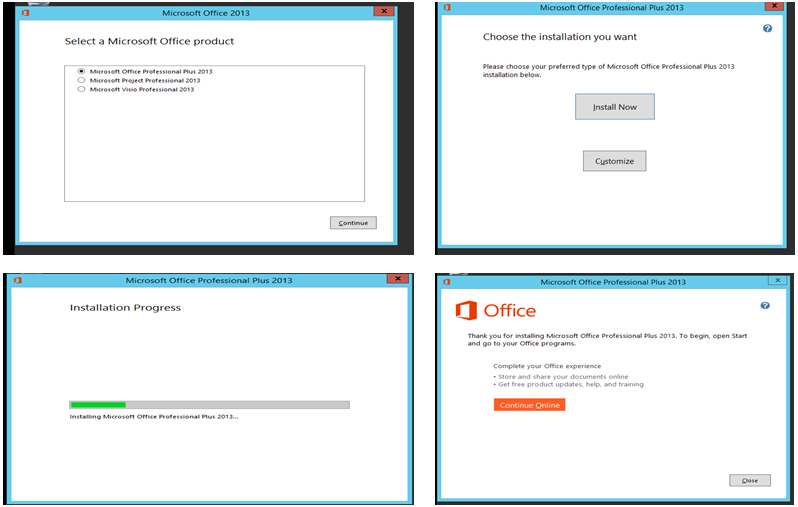 Microsoft Office 2013
Select a Microsoft Office product
Microsoft Office Professional Plus 2013
Microsoft Project Professional 2013
Microsoft Visio Professional 2013
Continue
Microsoft Office Professional Plus 2013
Choose the installation you want
Please choose your preferred type of Microsoft Office Professional Plus 2013
installation below.
Install Now
Customize
Microsoft Office Professional Plus 2013
Installation Progress
Installing Microsoft Office Professional Plus 2013...
Microsoft Office Professional Plus 2013
Office
Thank you for installing Microsoft Office Professional Plus 2013. To begin, open Start
and go to your Office programs.
Complete your Office experience
• Store and share your documents online
• Get free product updates, help, and training
Continue Online
Close